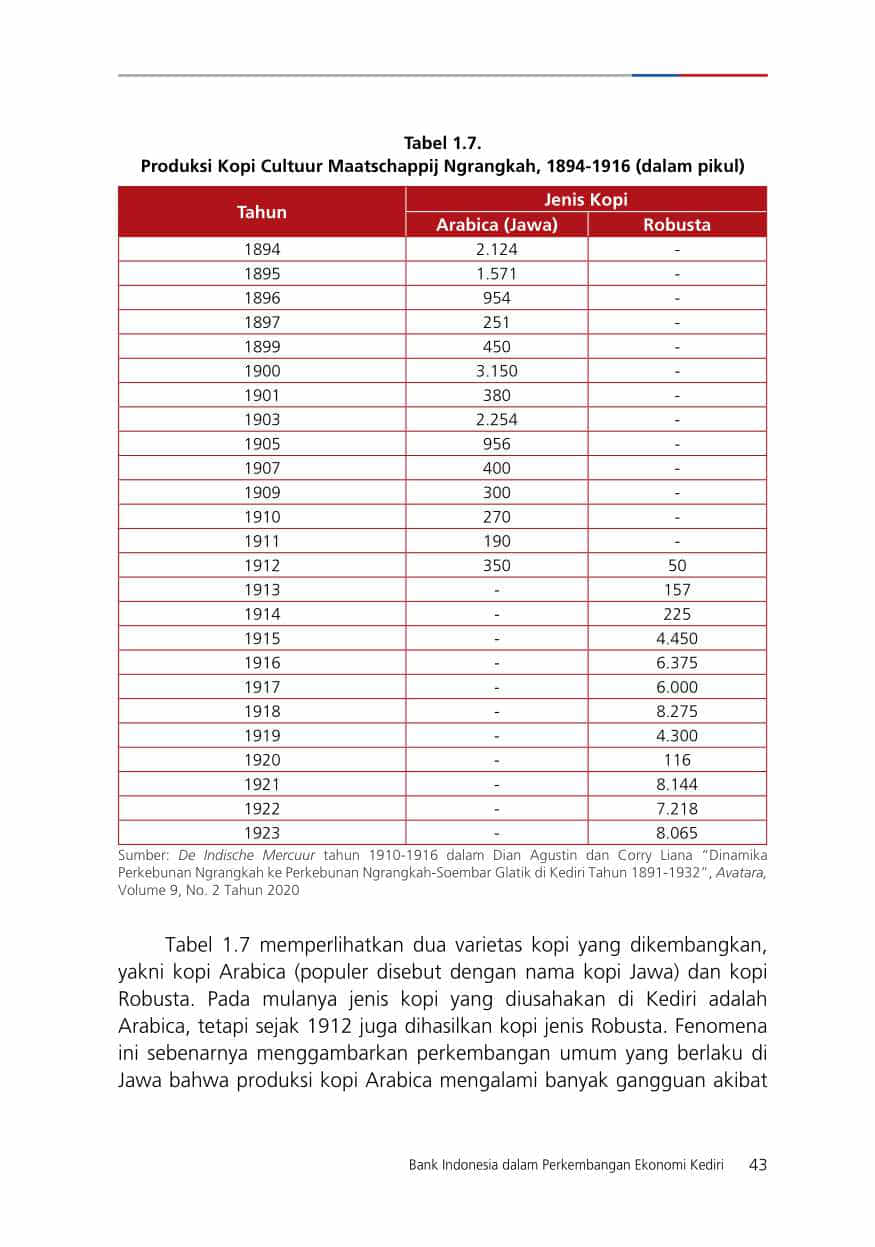 Tabel 1.7.
Produksi Kopi Cultuur Maatschappij Ngrangkah, 1894-1916 (dalam pikul)
Tahun
Jenis Kopi
Arabica (Jawa) Robusta
1894 2.124 -
1895 1.571 -
1896 954 -
1897 251 -
1899 450 -
1900 3.150 -
1901 380 -
1903 2.254 -
1905 956 -
1907 400 -
1909 300 -
1910 270 -
1911 190 -
1912 350 50
1913 - 157
1914 - 225
1915 - 4.450
1916 - 6.375
1917 - 6.000
1918 - 8.275
1919 - 4.300
1920 - 116
1921 - 8.144
1922 - 7.218
1923 - 8.065
Sumber: De Indische Mercuur tahun 1910-1916 dalam Dian Agustin dan Corry Liana “Dinamika
Perkebunan Ngrangkah ke Perkebunan Ngrangkah-Soembar Glatik di Kediri Tahun 1891-1932”, Avatara,
Volume 9, No. 2 Tahun 2020
Tabel 1.7 memperlihatkan dua varietas kopi yang dikembangkan,
yakni kopi Arabica (populer disebut dengan nama kopi Jawa) dan kopi
Robusta. Pada mulanya jenis kopi yang diusahakan di Kediri adalah
Arabica, tetapi sejak 1912 juga dihasilkan kopi jenis Robusta. Fenomena
ini sebenarnya menggambarkan perkembangan umum yang berlaku di
Jawa bahwa produksi kopi Arabica mengalami banyak gangguan akibat
Bank Indonesia dalam Perkembangan Ekonomi Kediri 43